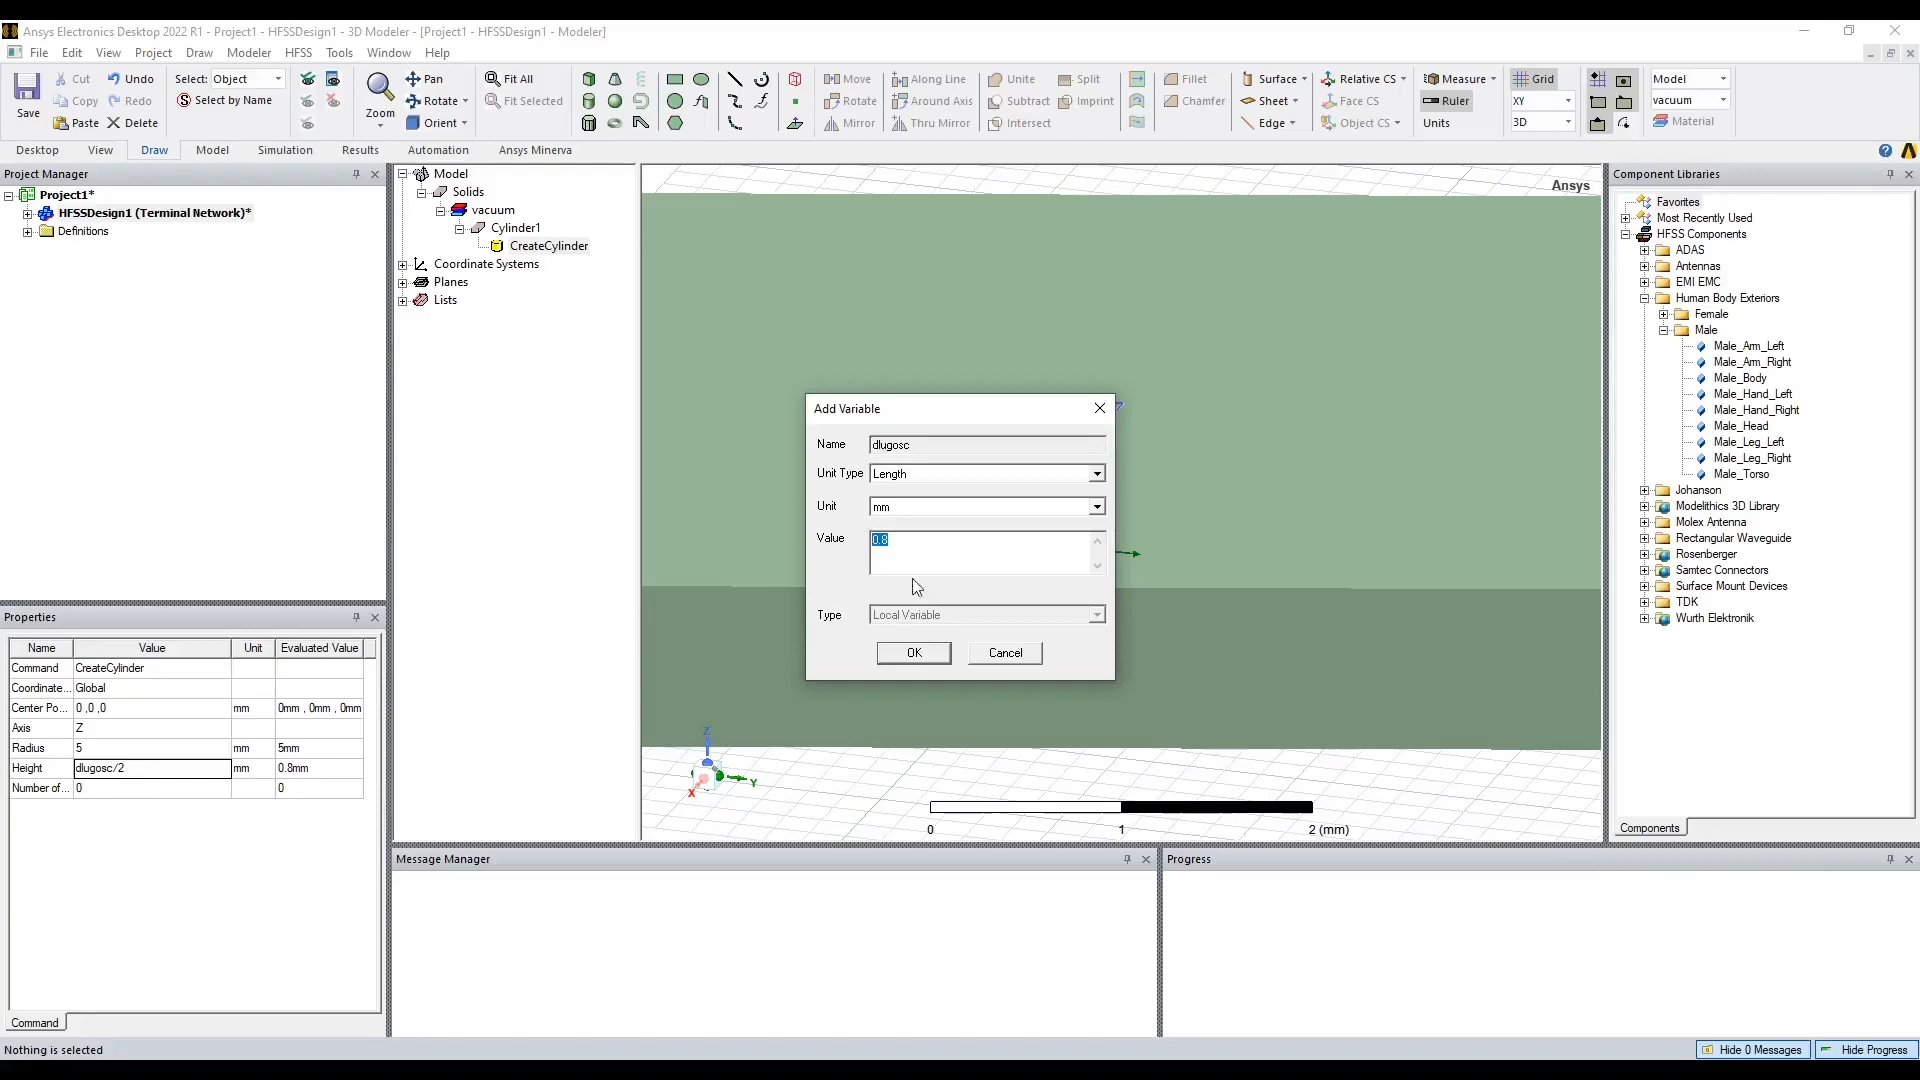 Ansys Electronics Desktop 2022 R1 - Project1 - HFSSDesign1 - 3D Modeler - [Project1 - HFSSDesign1 - Modeler]
File Edit View Project Draw Modeler HFSS Tools Window Help
Save
Cut
Copy
Paste
Undo
Redo
Delete
Select: Object
Select by Name
Zoom
Pan
Rotate
Orient
Fit All
Fit Selected
Move
Rotate
Mirror
Along Line
Around Axis
Thru Mirror
Unite
Subtract
Intersect
Split
Imprint
Fillet
Chamfer
Surface
Sheet
Edge
Relative CS
Face CS
Object CS
Measure
Ruler
Units
Grid
XY
3D
Model
vacuum
Material
Desktop View Draw Model Simulation Results Automation Ansys Minerva
Project Manager
Project1*
HFSSDesign1 (Terminal Network)*
Definitions
Model
Solids
vacuum
Cylinder1
CreateCylinder
Coordinate Systems
Planes
Lists
Ansys
Add Variable
Name dlugosc
Unit Type Length
Unit mm
Value 0.8
Type Local Variable
OK Cancel
Z
Y
X
0 1 2 (mm)
Component Libraries
Favorites
Most Recently Used
HFSS Components
ADAS
Antennas
EMI EMC
Human Body Exteriors
Female
Male
Male_Arm_Left
Male_Arm_Right
Male_Body
Male_Hand_Left
Male_Hand_Right
Male_Head
Male_Leg_Left
Male_Leg_Right
Male_Torso
Johanson
Modelithics 3D Library
Molex Antenna
Rectangular Waveguide
Rosenberger
Samtec Connectors
Surface Mount Devices
TDK
Wurth Elektronik
Components
Properties
Name Value Unit Evaluated Value
Command CreateCylinder
Coordinate... Global
Center Po... 0 ,0 ,0 mm 0mm , 0mm , 0mm
Axis Z
Radius 5 mm 5mm
Height dlugosc/2 mm 0.8mm
Number of... 0 0
Command
Message Manager
Progress
Nothing is selected
Hide 0 Messages
Hide Progress